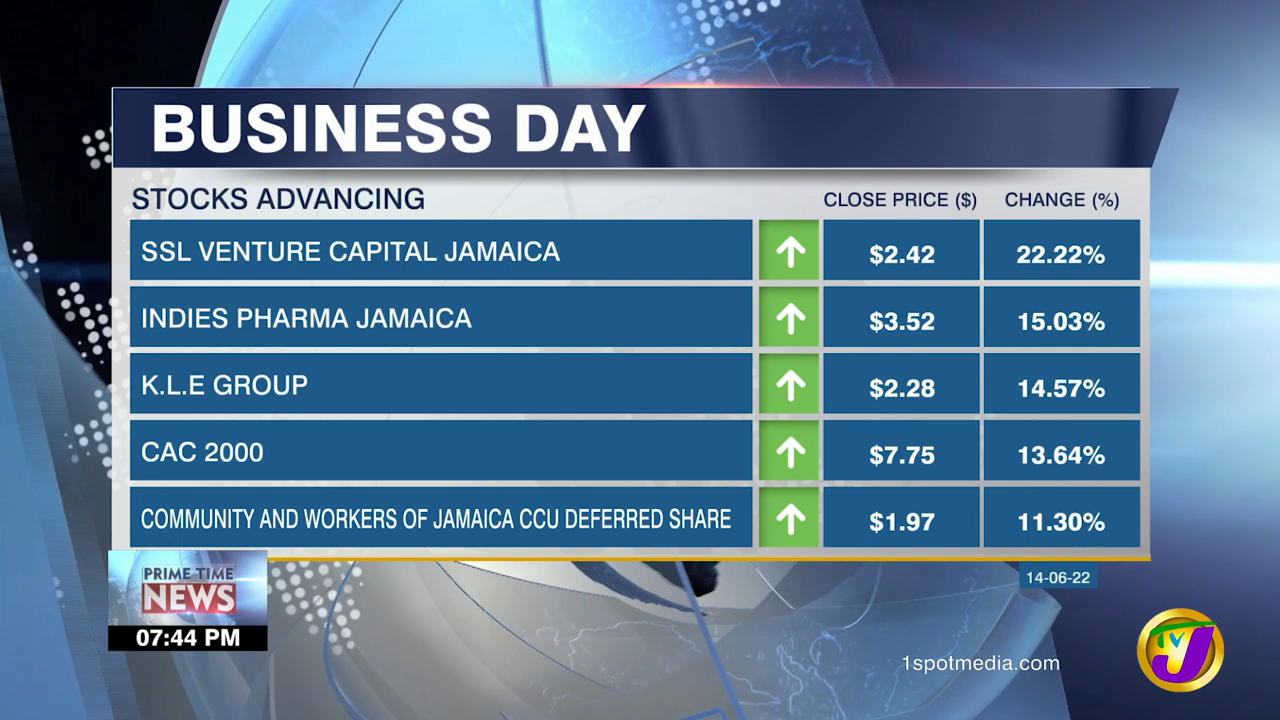 BUSINESS DAY
STOCKS ADVANCING CLOSE PRICE ($) CHANGE (%)
SSL VENTURE CAPITAL JAMAICA $2.42 22.22%
INDIES PHARMA JAMAICA $3.52 15.03%
K.L.E GROUP $2.28 14.57%
CAC 2000 $7.75 13.64%
COMMUNITY AND WORKERS OF JAMAICA CCU DEFERRED SHARE $1.97 11.30%
14-06-22
PRIME TIME
NEWS
07:44 PM
1spotmedia.com
TVJ